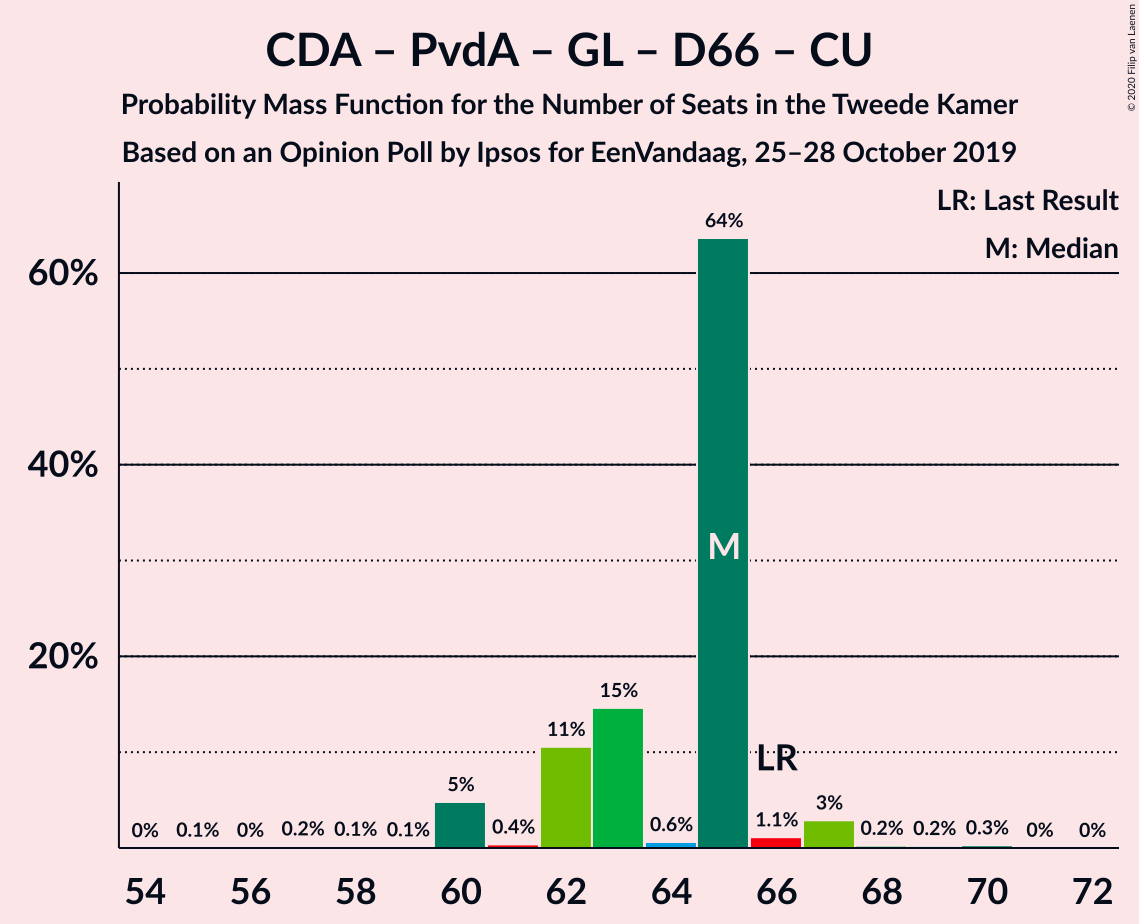 CDA – PvdA – GL – D66 – CU
Probability Mass Function for the Number of Seats in the Tweede Kamer
Based on an Opinion Poll by Ipsos for EenVandaag, 25–28 October 2019
© 2020 Filip van Laenen
LR: Last Result
M: Median
60%
40%
20%
0%
0.1%
0%
0.2%
0.1%
0.1%
5%
0.4%
11%
15%
0.6%
64%
1.1%
3%
0.2%
0.2%
0.3%
0%
0%
M
LR
54 56 58 60 62 64 66 68 70 72